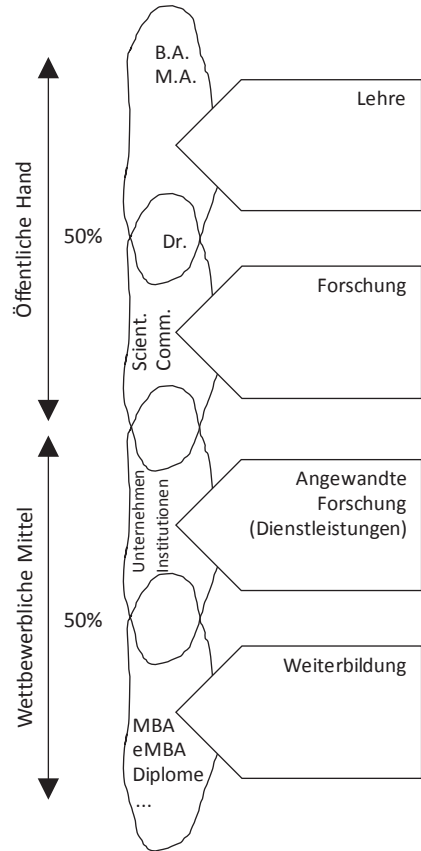 B.A.
M.A.
Lehre
Öffentliche Hand
50%
Dr.
Forschung
Scient.
Comm.
Angewandte
Forschung
(Dienstleistungen)
Unternehmen
Institutionen
Wettbewerbliche Mittel
50%
Weiterbildung
MBA
eMBA
Diplome
...